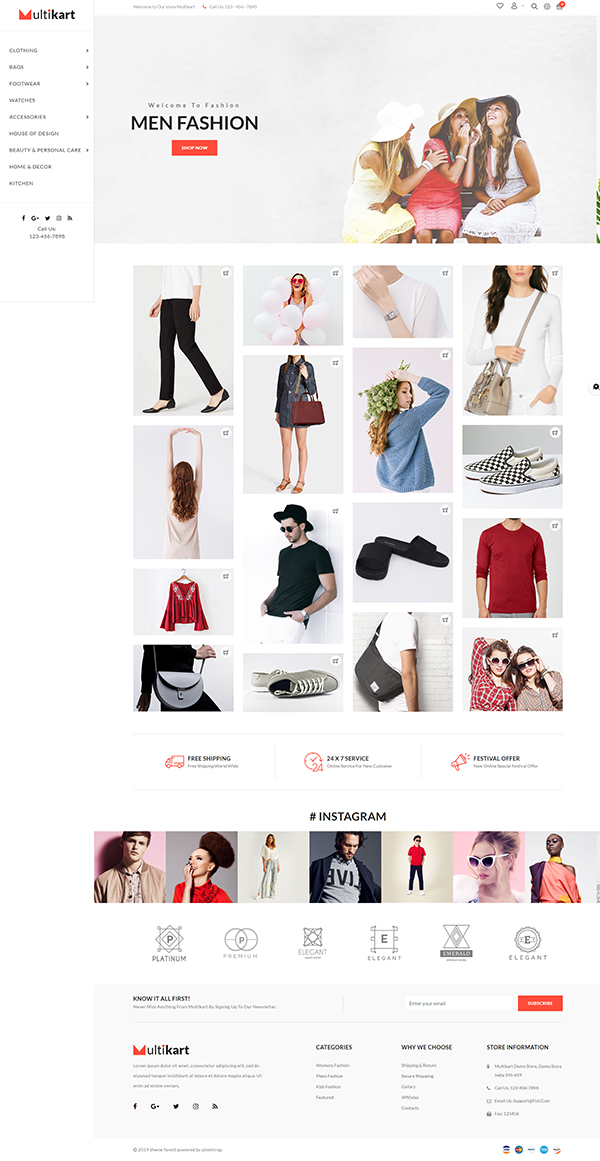 Multikart
Welcome to Our store Multikart
Call Us: 123 - 456 - 7890
0
CLOTHING
BAGS
FOOTWEAR
WATCHES
ACCESSORIES
HOUSE OF DESIGN
BEAUTY & PERSONAL CARE
HOME & DECOR
KITCHEN
Call Us:
123-456-7898
Welcome To Fashion
MEN FASHION
SHOP NOW
FREE SHIPPING
Free Shipping World Wide
24 X 7 SERVICE
Online Service For New Customer
FESTIVAL OFFER
New Online Special Festival Offer
24
# INSTAGRAM
P
PLATINUM
P
PREMIUM
ELEGANT
E
ELEGANT
EMERALD
E
ELEGANT
KNOW IT ALL FIRST!
Never Miss Anything From Multikart By Signing Up To Our Newsletter.
Enter your email
SUBSCRIBE
Multikart
Lorem ipsum dolor sit amet, consectetur adipiscing elit, sed do
eiusmod tempor incididunt ut labore et dolore magna aliqua. Ut
enim ad minim veniam,
CATEGORIES
Womens Fashion
Mens Fashion
Kids Fashion
Featured
WHY WE CHOOSE
Shipping & Return
Secure Shopping
Gallary
Affiliates
Contacts
STORE INFORMATION
Multikart Demo Store, Demo Store
India 345-659
Call Us: 123-456-7898
Email Us: Support@Fiot.Com
Fax: 123456
© 2019 theme forest powered by pixelstrap